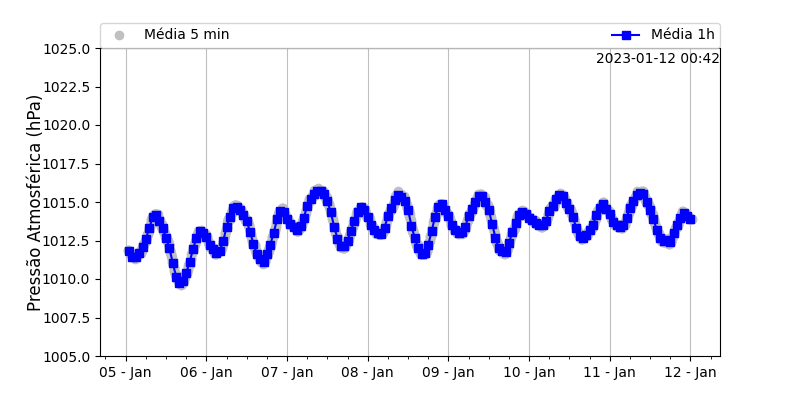 Média 5 min
Média 1h
2023-01-12 00:42
Pressão Atmosférica (hPa)
1025.0
1022.5
1020.0
1017.5
1015.0
1012.5
1010.0
1007.5
1005.0
05 - Jan
06 - Jan
07 - Jan
08 - Jan
09 - Jan
10 - Jan
11 - Jan
12 - Jan